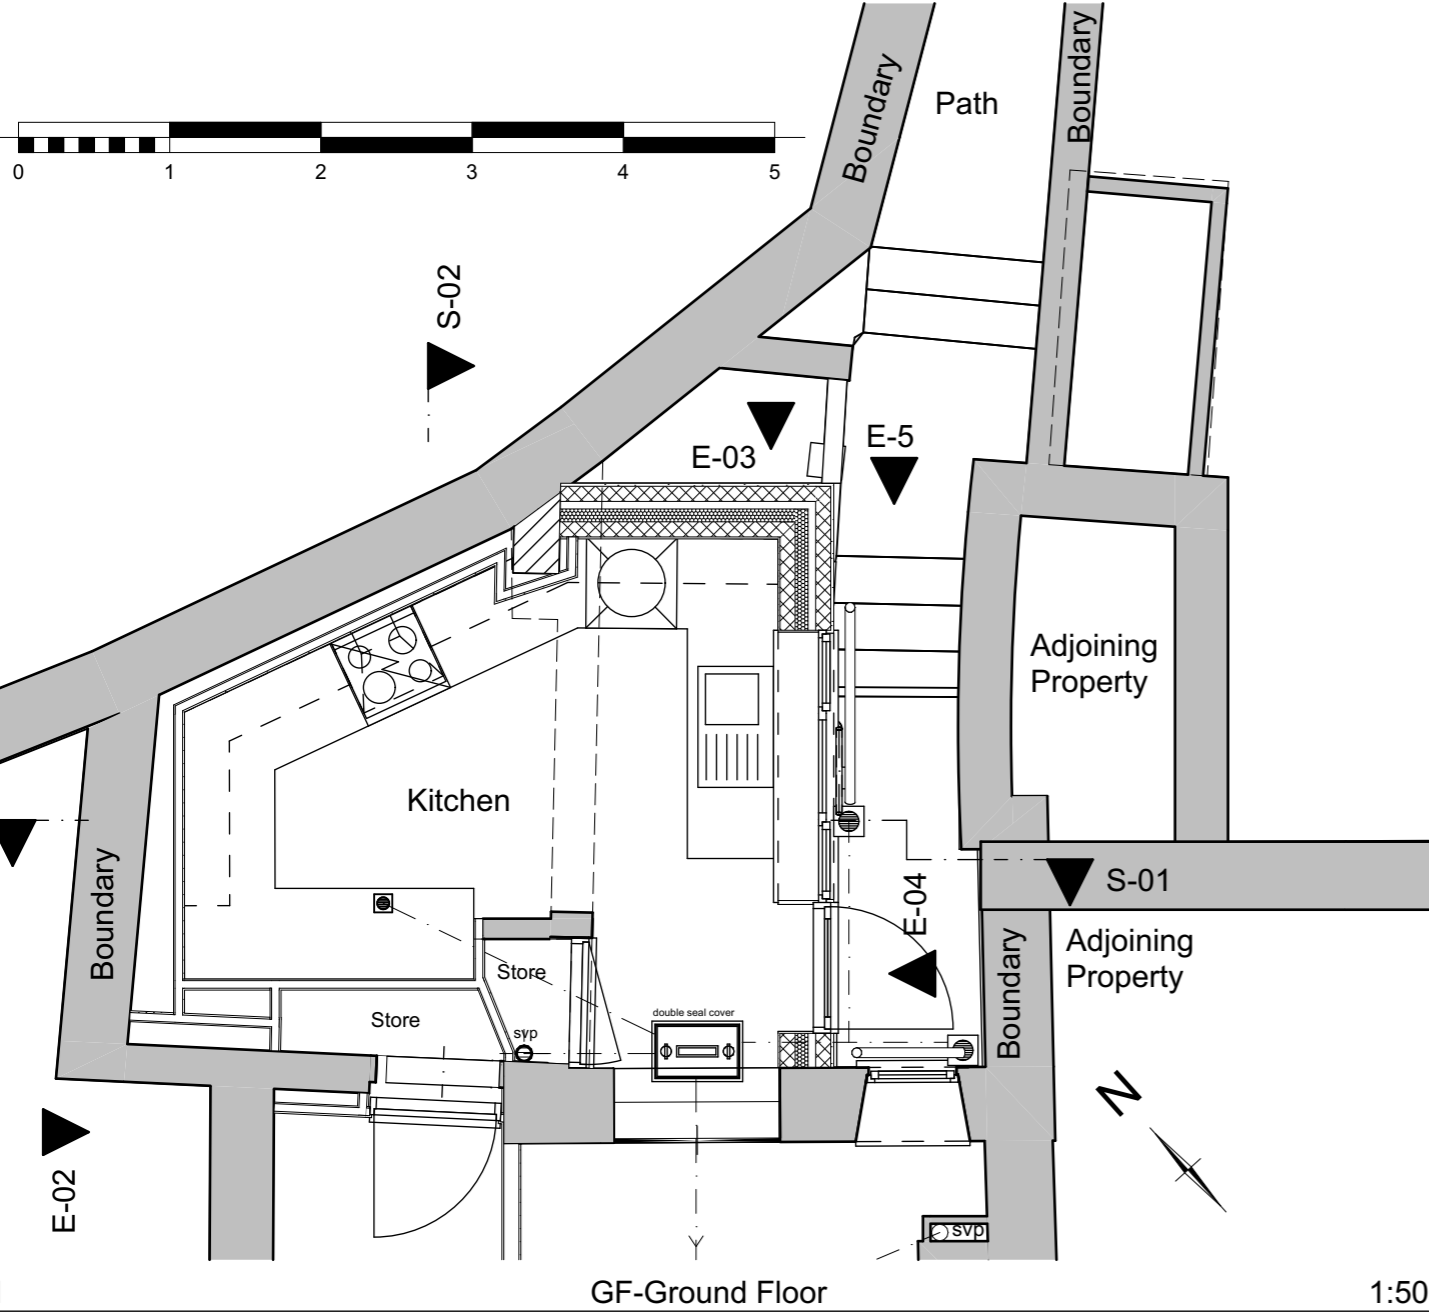 Boundary
Path
Boundary
0 1 2 3 4 5
S-02
E-03
E-5
Adjoining
Property
Kitchen
Boundary
E-04
S-01
Adjoining
Property
Boundary
Store
double seal cover
Store
svp
N
E-02
svp
GF-Ground Floor
1:50